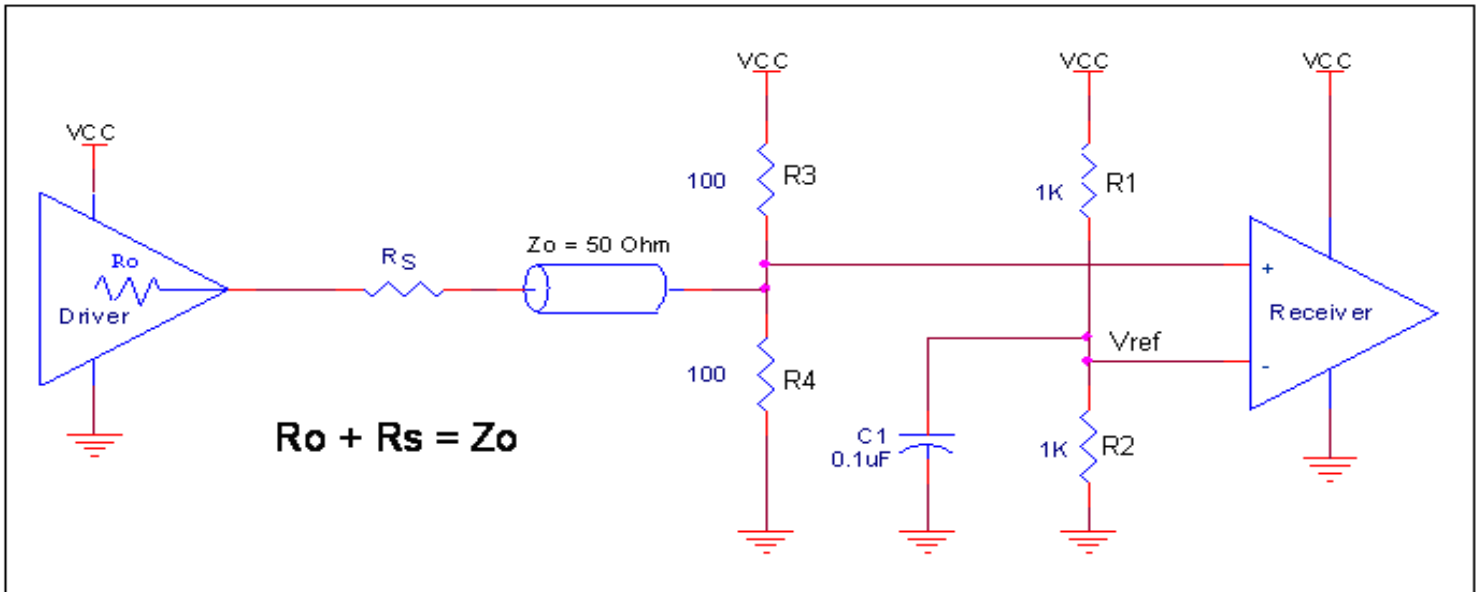 VCC
VCC
VCC
VCC
R3
100
R1
1K
Zo = 50 Ohm
Ro
RS
+
Driver
Receiver
Vref
-
100
R4
Ro + Rs = Zo
C1
0.1uF
1K
R2